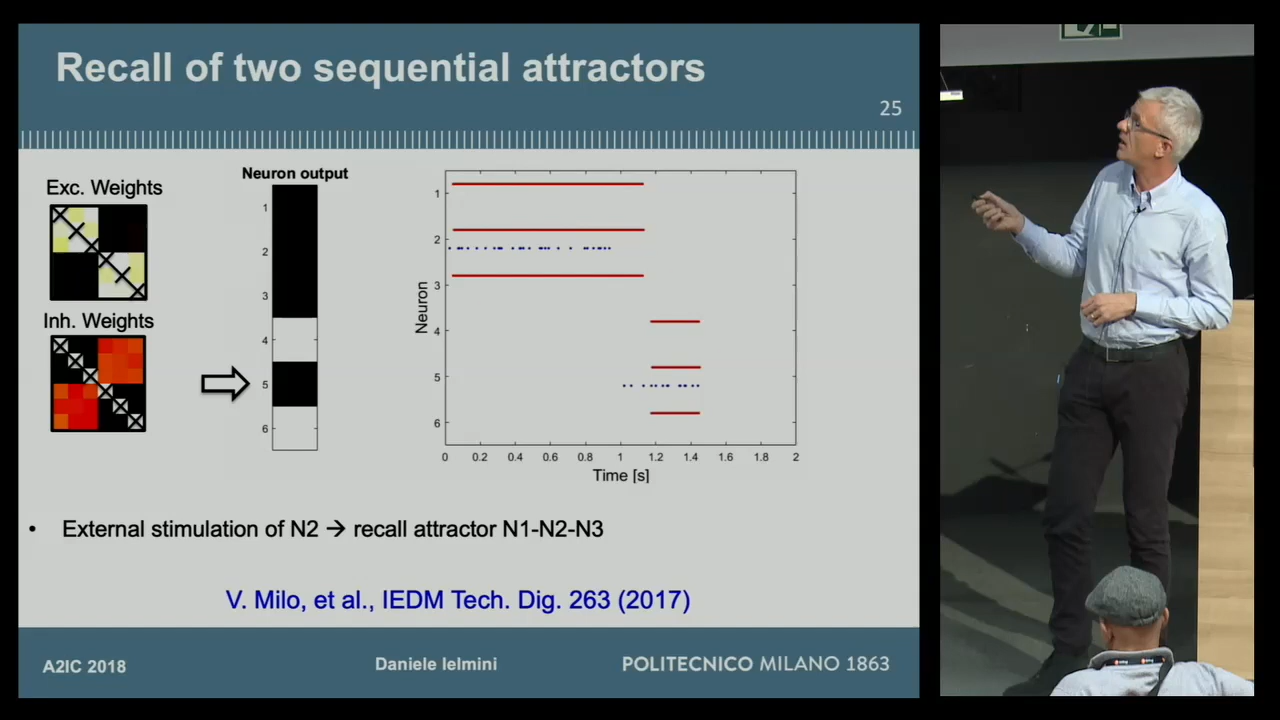 Recall of two sequential attractors
25
Exc. Weights
Inh. Weights
Neuron output
1
2
3
4
5
6
Neuron
1
2
3
4
5
6
0 0.2 0.4 0.6 0.8 1 1.2 1.4 1.6 1.8 2
Time [s]
• External stimulation of N2 → recall attractor N1-N2-N3
V. Milo, et al., IEDM Tech. Dig. 263 (2017)
A2IC 2018
Daniele Ielmini
POLITECNICO MILANO 1863